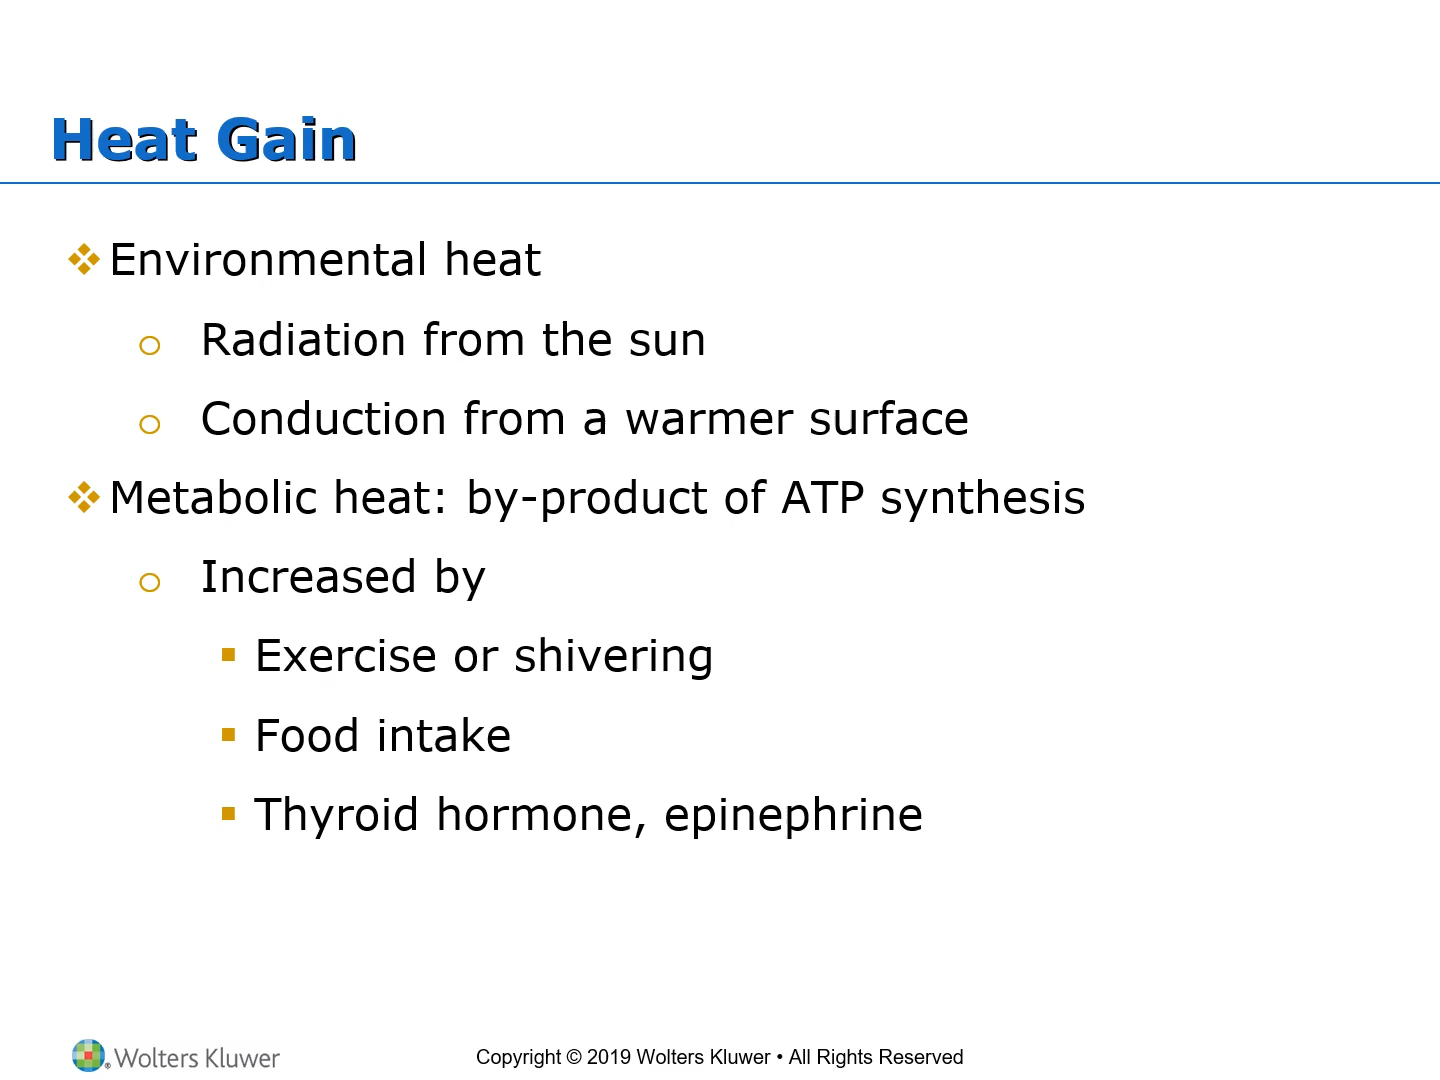 Heat Gain
❖ Environmental heat
o Radiation from the sun
o Conduction from a warmer surface
❖ Metabolic heat: by-product of ATP synthesis
o Increased by
▪ Exercise or shivering
▪ Food intake
▪ Thyroid hormone, epinephrine
®Wolters Kluwer
Copyright © 2019 Wolters Kluwer • All Rights Reserved